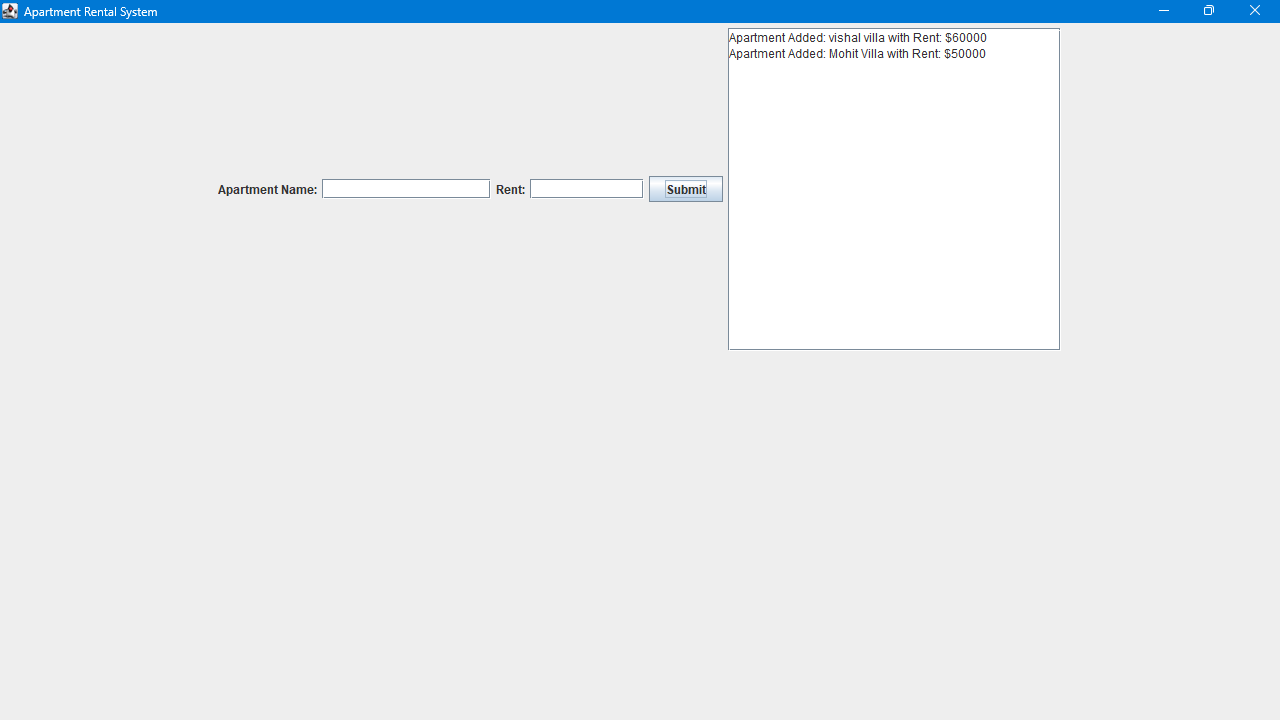 Apartment Rental System
Apartment Added: vishal villa with Rent: $60000
Apartment Added: Mohit Villa with Rent: $50000
Apartment Name: Rent: Submit